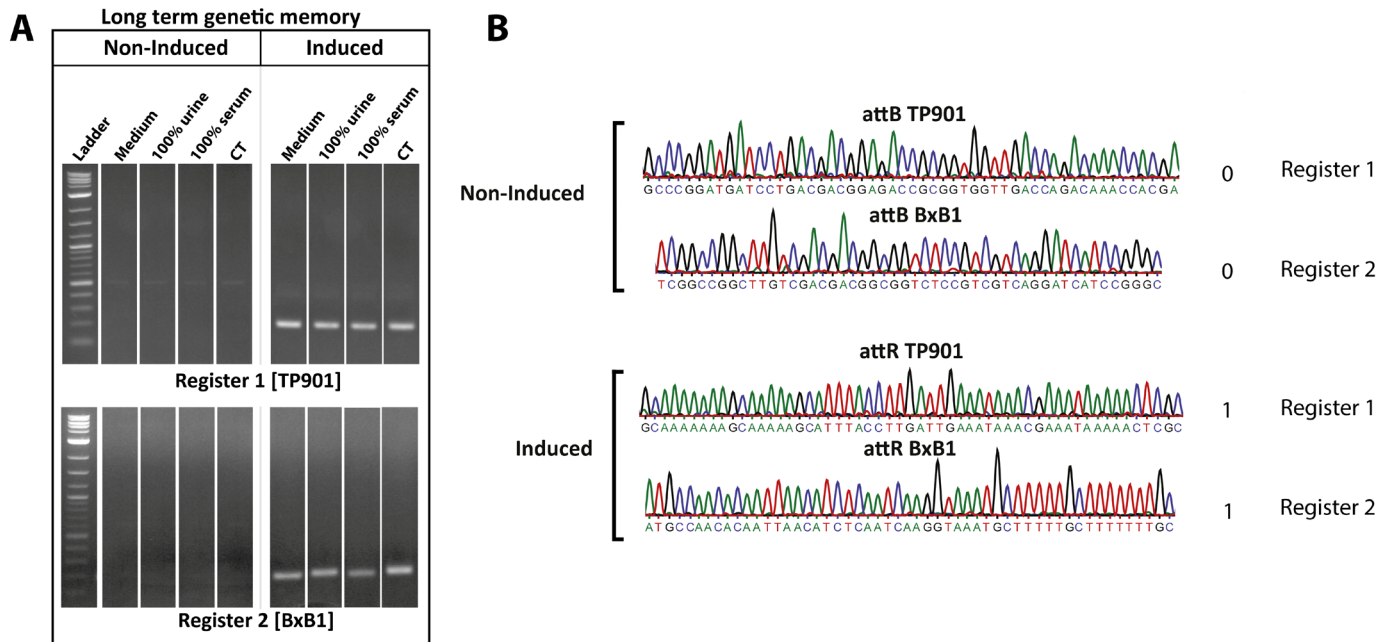 A
Long term genetic memory
Non-Induced Induced
Ladder Medium 100% urine 100% serum CT Medium 100% urine 100% serum CT
Register 1 [TP901]
Register 2 [BxB1]
B
Non-Induced
attB TP901
GCCCGGATGATCCTGACGACGGAGACCGCGGTGGTTGACCAGACAAACCACGA
0 Register 1
attB BxB1
TCGGCCGGCTTGTCGACGACGGCGGTCTCCGTCGTCAGGATCATCCGGGC
0 Register 2
Induced
attR TP901
GCAAAAAAAGCAAAAAGCATTTACCTTGATTGAAATAAACGAAATAAAAACTCGC
1 Register 1
attR BxB1
ATGCCAACACAATTAACATCTCAATCAAGGTAAATGCTTTTTGCTTTTTTTGC
1 Register 2